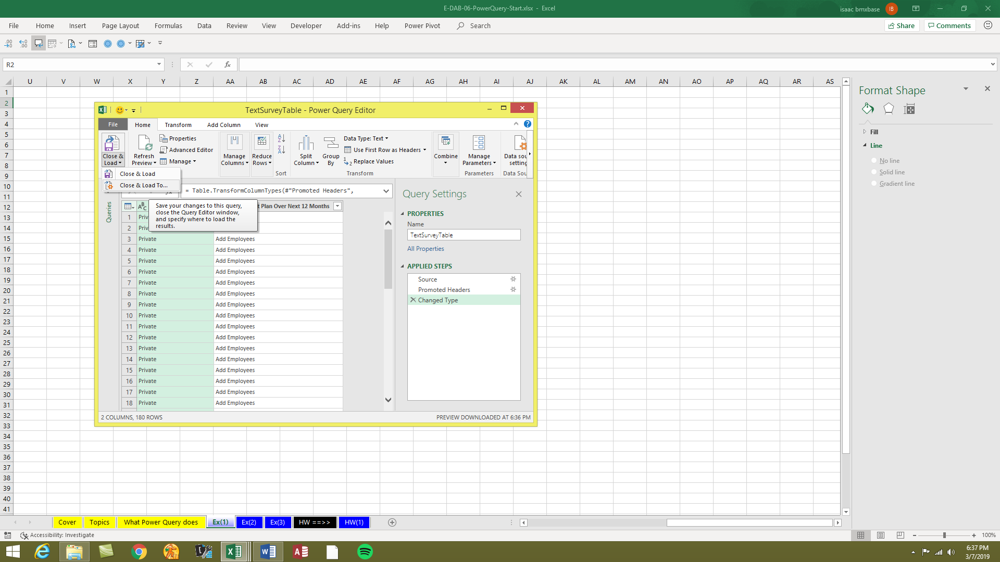 E-DAB-06-PowerQuery-Start.xlsx - Excel
isaac bmxbase
IB
File Home Insert Page Layout Formulas Data Review View Developer Add-ins Help Power Pivot Search
Share
Comments
R2
fx
U V W X Y Z AA AB AC AD AE AF AG AH AI AJ AK AL AM AN AO AP AQ AR AS
1
2
3
4
5
6
7
8
9
10
11
12
13
14
15
16
17
18
19
20
21
22
23
24
25
26
27
28
29
30
31
32
33
34
35
36
37
38
39
40
41
TextSurveyTable - Power Query Editor
File Home Transform Add Column View
Close &
Load
Refresh
Preview
Properties
Advanced Editor
Manage
Manage
Columns
Reduce
Rows
Sort
Split
Column
Group
By
Data Type: Text
Use First Row as Headers
Replace Values
Transform
Combine
Manage
Parameters
Parameters
Data sou
setting
Data Sou
Close & Load
Close & Load To...
= Table.TransformColumnTypes(#"Promoted Headers",
Save your changes to this query,
close the Query Editor window,
and specify where to load the
results.
Queries
ABC
t Plan Over Next 12 Months
1 Priv
2 Priv
3 Private Add Employees
4 Private Add Employees
5 Private Add Employees
6 Private Add Employees
7 Private Add Employees
8 Private Add Employees
9 Private Add Employees
10 Private Add Employees
11 Private Add Employees
12 Private Add Employees
13 Private Add Employees
14 Private Add Employees
15 Private Add Employees
16 Private Add Employees
17 Private Add Employees
18 Private Add Employees
2 COLUMNS, 180 ROWS
PREVIEW DOWNLOADED AT 6:36 PM
Query Settings
PROPERTIES
Name
TextSurveyTable
All Properties
APPLIED STEPS
Source
Promoted Headers
Changed Type
Format Shape
Fill
Line
No line
Solid line
Gradient line
Cover Topics What Power Query does Ex(1) Ex(2) Ex(3) HW ==>> HW(1)
Accessibility: Investigate
100%
6:37 PM
3/7/2019